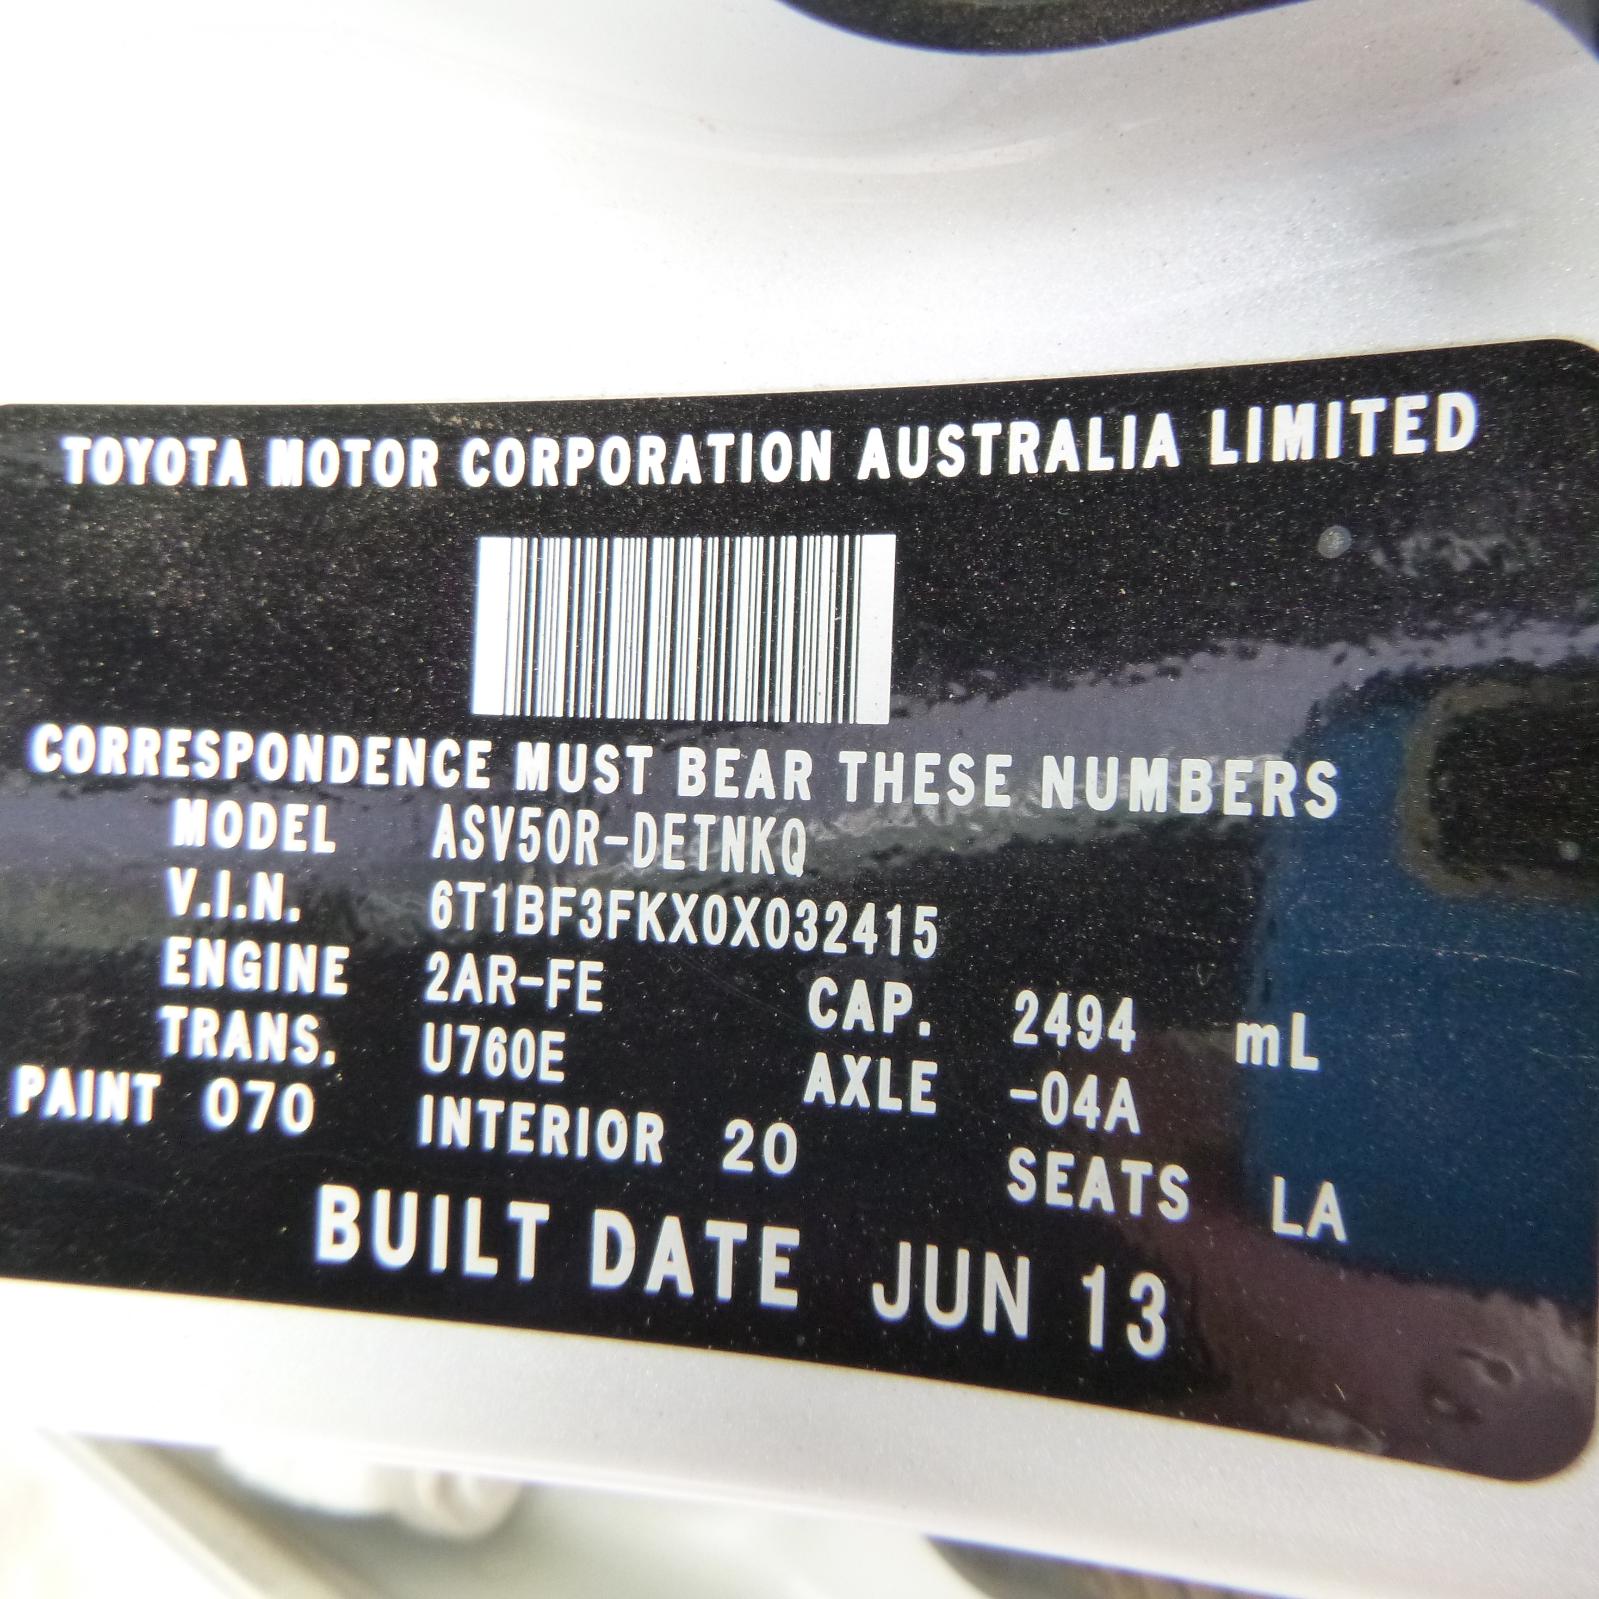 TOYOTA MOTOR CORPORATION AUSTRALIA LIMITED
CORRESPONDENCE MUST BEAR THESE NUMBERS
MODEL ASV50R-DETNKQ
V.I.N. 6T1BF3FKX0X032415
ENGINE 2AR-FE CAP. 2494 mL
TRANS. U760E AXLE -04A
PAINT 070 INTERIOR 20 SEATS LA
BUILT DATE JUN 13